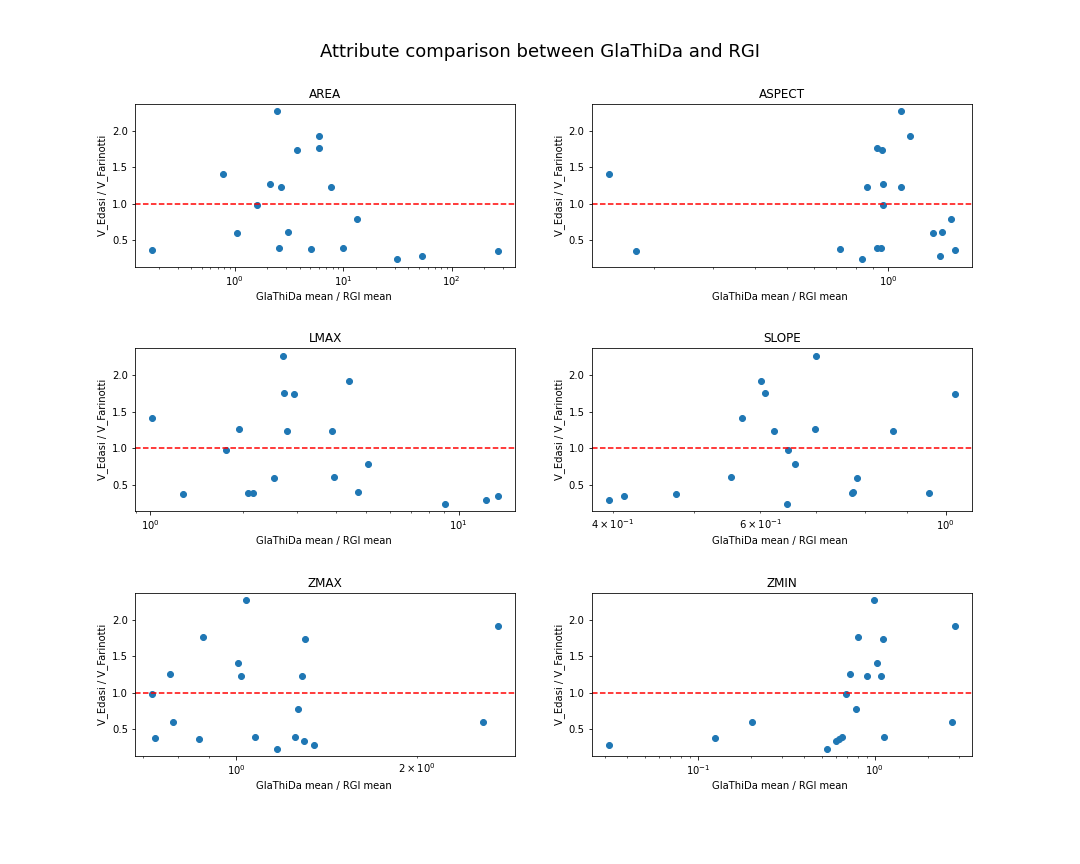 Attribute comparison between GlaThiDa and RGI
AREA
ASPECT
V_Edasi / V_Farinotti
2.0
1.5
1.0
0.5
10⁰
10¹
10²
GlaThiDa mean / RGI mean
V_Edasi / V_Farinotti
2.0
1.5
1.0
0.5
10⁰
GlaThiDa mean / RGI mean
LMAX
SLOPE
V_Edasi / V_Farinotti
2.0
1.5
1.0
0.5
10⁰
10¹
GlaThiDa mean / RGI mean
V_Edasi / V_Farinotti
2.0
1.5
1.0
0.5
4 × 10⁻¹
6 × 10⁻¹
10⁰
GlaThiDa mean / RGI mean
ZMAX
ZMIN
V_Edasi / V_Farinotti
2.0
1.5
1.0
0.5
10⁰
2 × 10⁰
GlaThiDa mean / RGI mean
V_Edasi / V_Farinotti
2.0
1.5
1.0
0.5
10⁻¹
10⁰
GlaThiDa mean / RGI mean